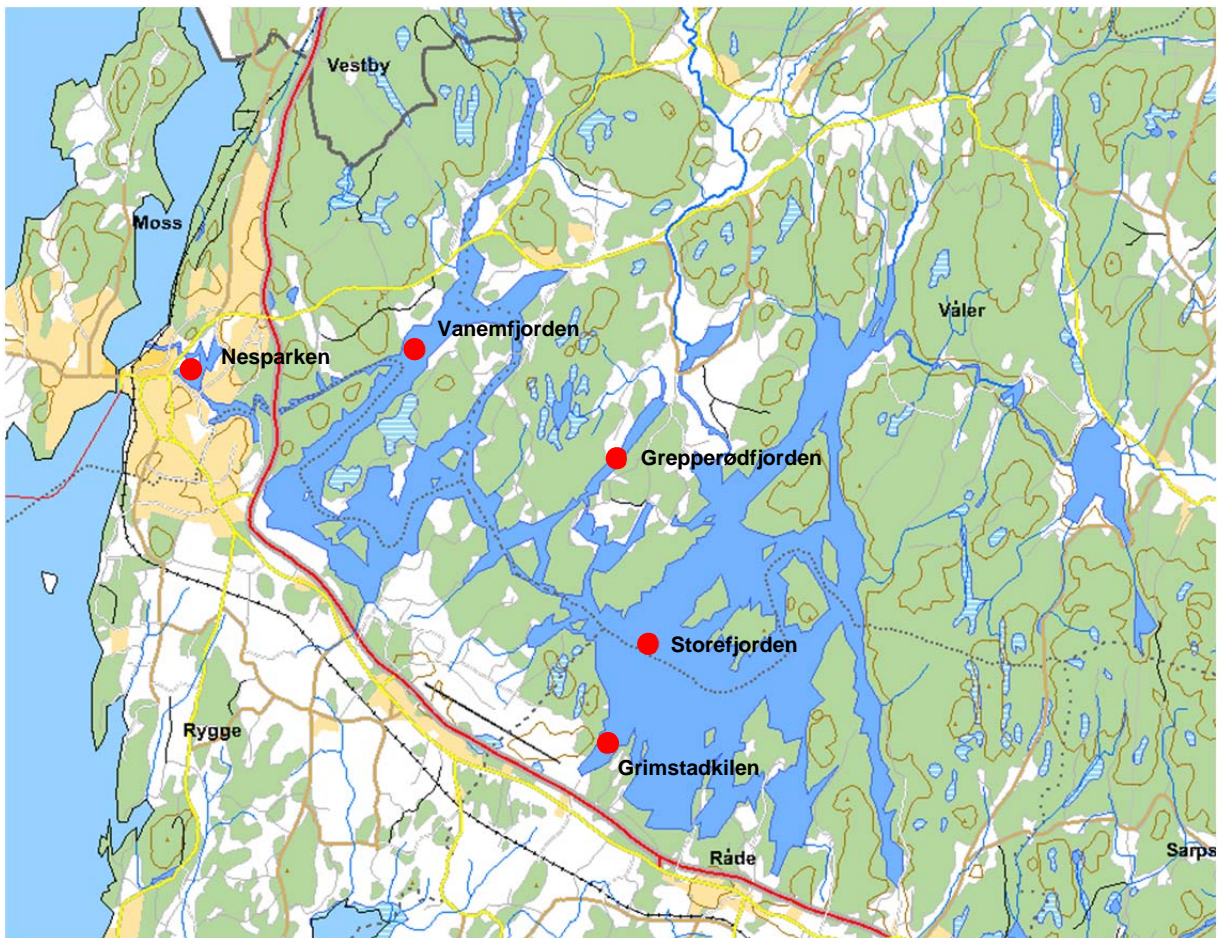 Vestby
Moss
Våler
Vanemfjorden
Nesparken
Grepperødfjorden
Storefjorden
Rygge
Grimstadkilen
Råde
Sarps